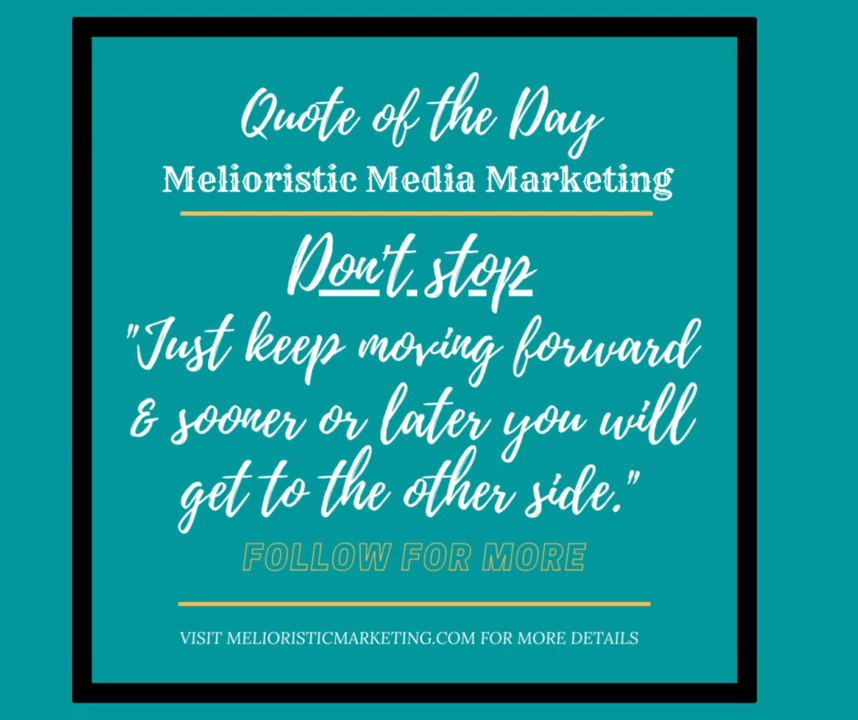 Quote of the Day
Melioristic Media Marketing
Don't stop
"Just keep moving forward
& sooner or later you will
get to the other side."
FOLLOW FOR MORE
VISIT MELIORISTICMARKETING.COM FOR MORE DETAILS